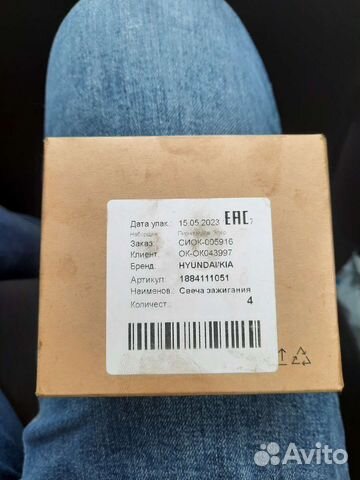 Дата упак.: 15.05.2023 EAC
Наборщик:
Заказ: СИОК-005916
Клиент: ОК-ОК043997
Бренд: HYUNDAI/KIA
Артикул: 1884111051
Наименов.: Свеча зажигания
Количест.: 4
Avito